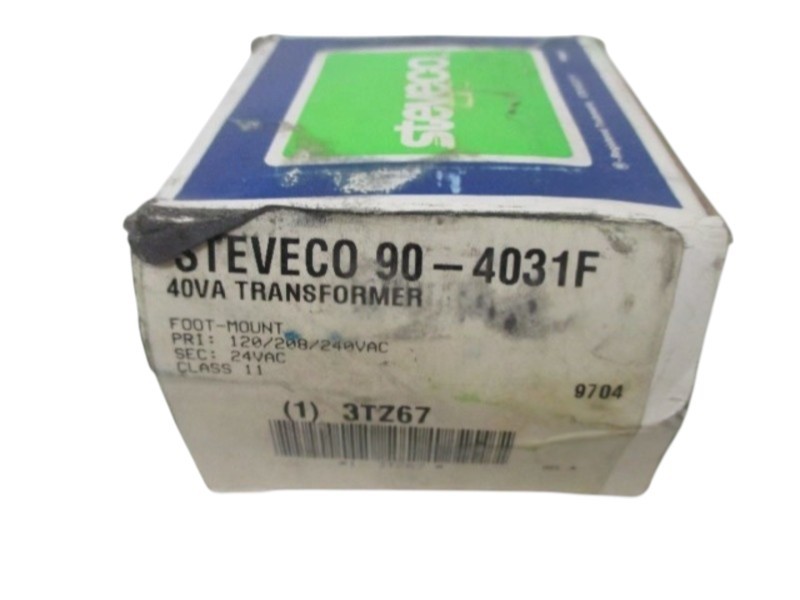 steveco
STEVECO 90-4031F
40VA TRANSFORMER
FOOT-MOUNT
PRI: 120/208/240VAC
SEC: 24VAC
CLASS 11
9704
(1) 3TZ67